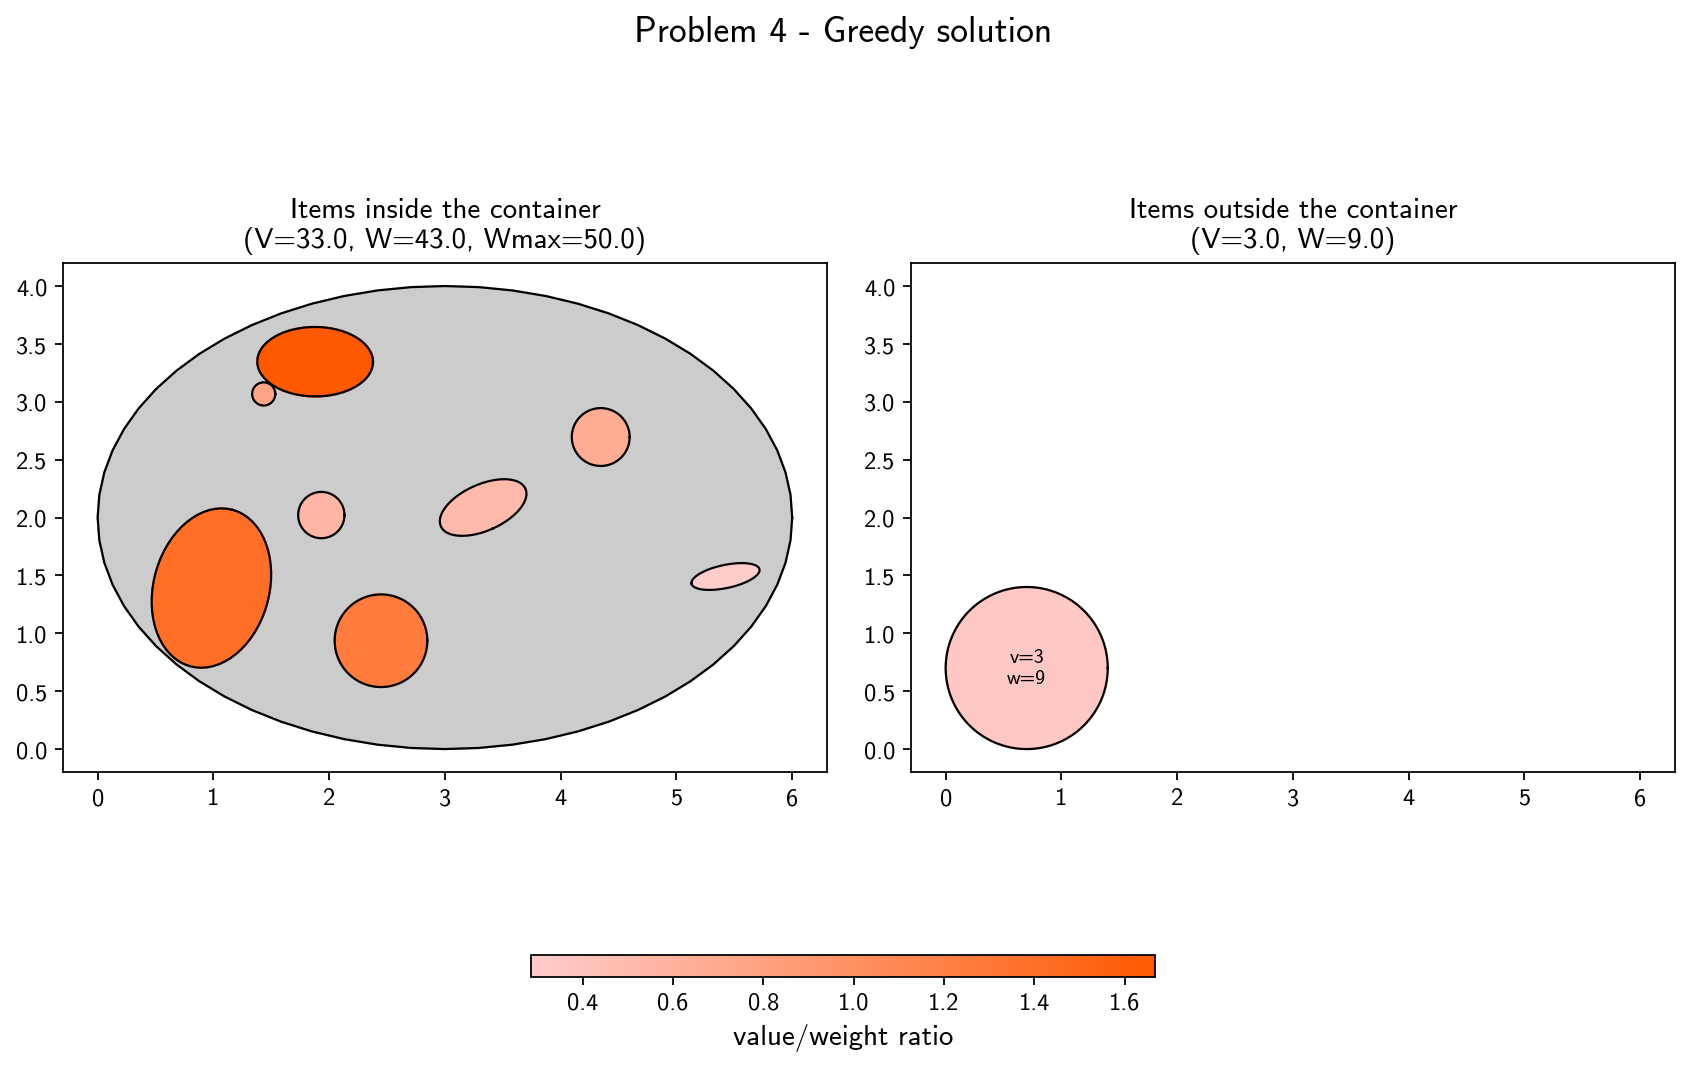 Problem 4 - Greedy solution
Items inside the container
(V=33.0, W=43.0, Wmax=50.0)
4.0
3.5
3.0
2.5
2.0
1.5
1.0
0.5
0.0
0 1 2 3 4 5 6
Items outside the container
(V=3.0, W=9.0)
4.0
3.5
3.0
2.5
2.0
1.5
1.0
0.5
0.0
v=3
w=9
0 1 2 3 4 5 6
0.4 0.6 0.8 1.0 1.2 1.4 1.6
value/weight ratio